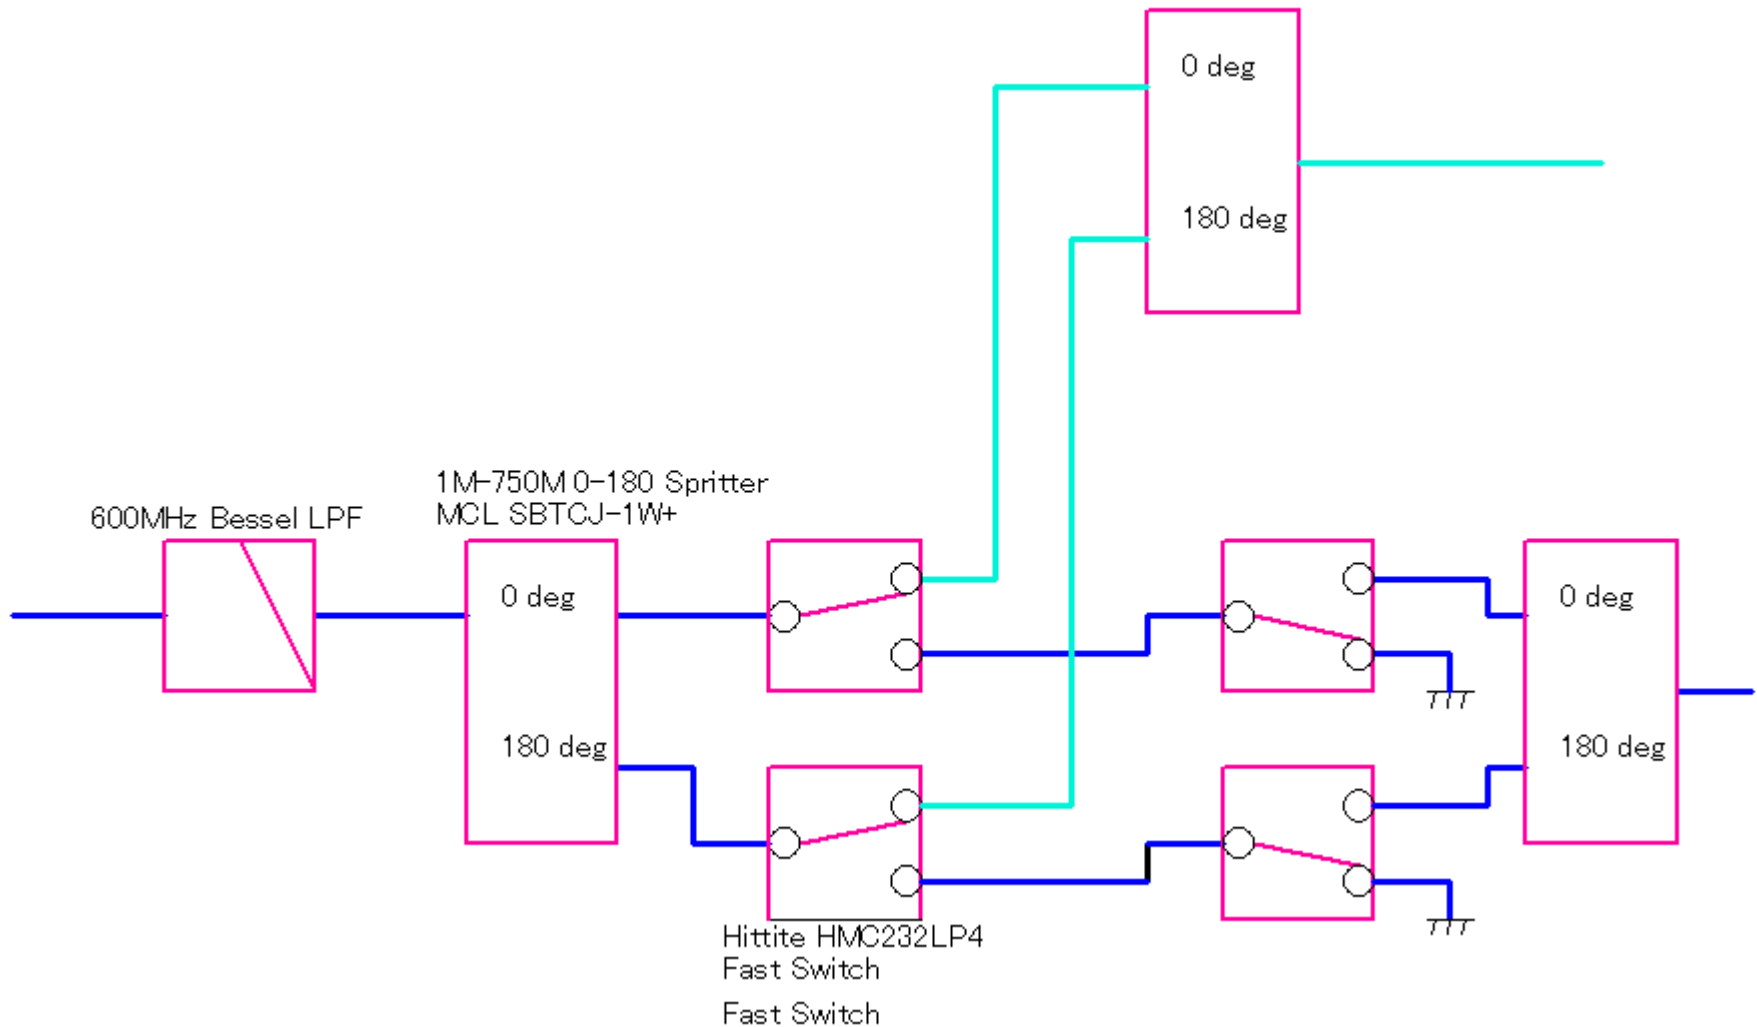 0 deg
180 deg
1M-750M 0-180 Spritter
MCL SBTCJ-1W+
600MHz Bessel LPF
0 deg
180 deg
0 deg
180 deg
Hittite HMC232LP4
Fast Switch
Fast Switch